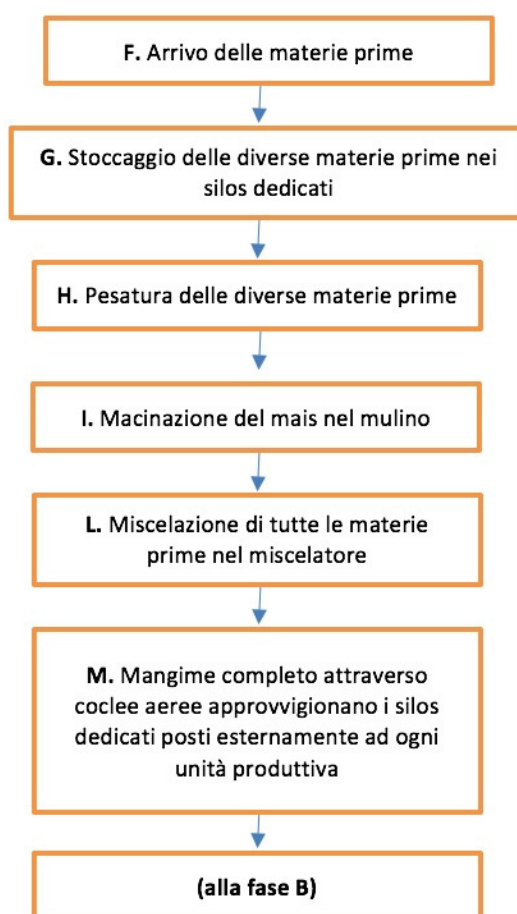 F. Arrivo delle materie prime
G. Stoccaggio delle diverse materie prime nei
silos dedicati
H. Pesatura delle diverse materie prime
I. Macinazione del mais nel mulino
L. Miscelazione di tutte le materie
prime nel miscelatore
M. Mangime completo attraverso
coclee aeree approvvigionano i silos
dedicati posti esternamente ad ogni
unità produttiva
(alla fase B)